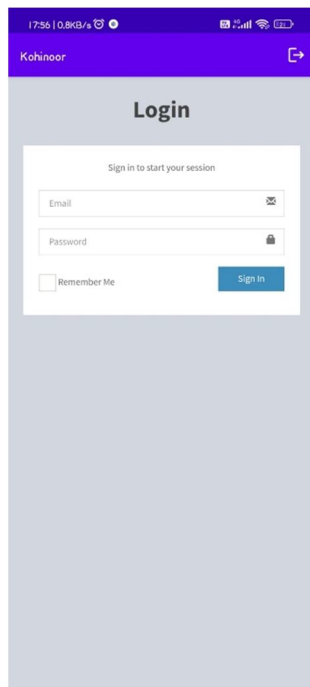 17:56 | 0.8KB/s
Kohinoor
Login
Sign in to start your session
Email
Password
Remember Me
Sign In